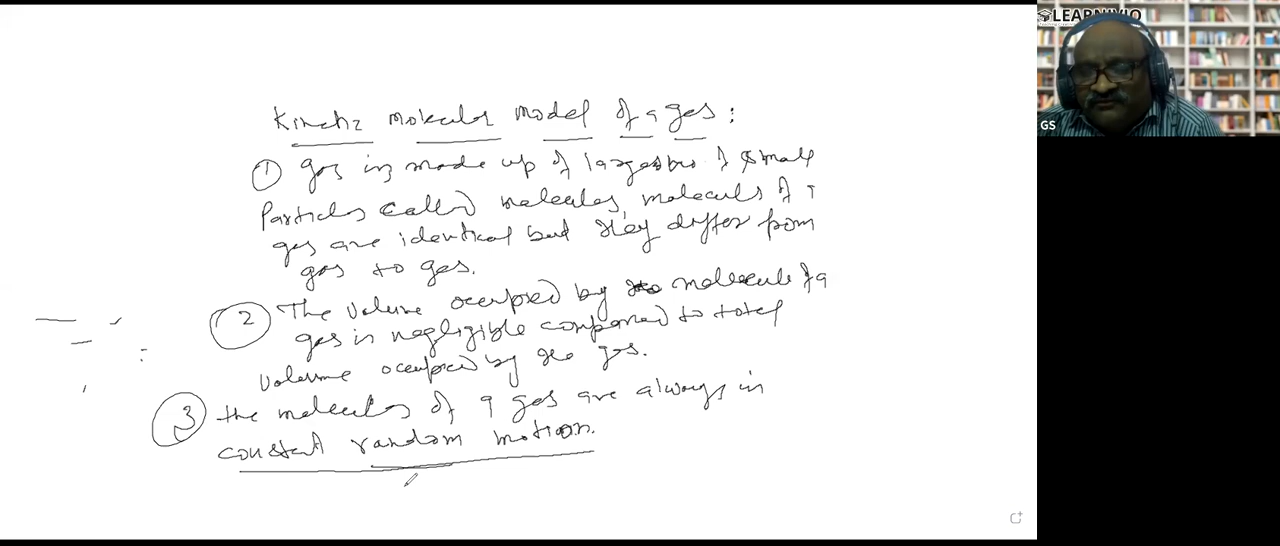 Kinetic molecular model of a gas:
① gas is made up of large no of small
particles called molecules, molecules of a
gas are identical but they differ from
gas to gas.
② The volume occupied by the molecule of a
gas is negligible compared to total
volume occupied by the gas.
③ the molecules of a gas are always in
constant random motion.
LEARNIVIO
GS